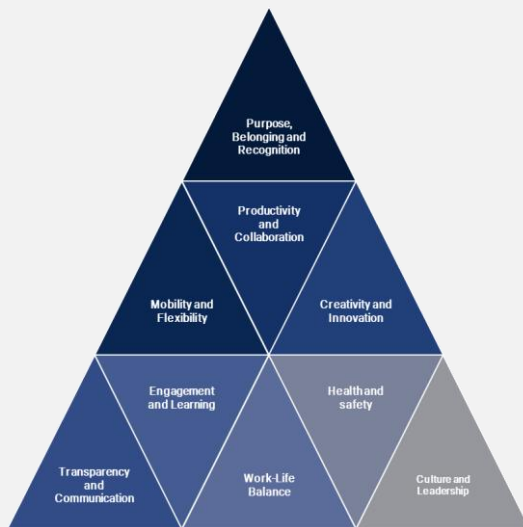 Purpose,
Belonging and
Recognition
Productivity
and
Collaboration
Mobility and
Flexibility
Creativity and
Innovation
Engagement
and Learning
Health and
safety
Transparency
and
Communication
Work-Life
Balance
Culture and
Leadership